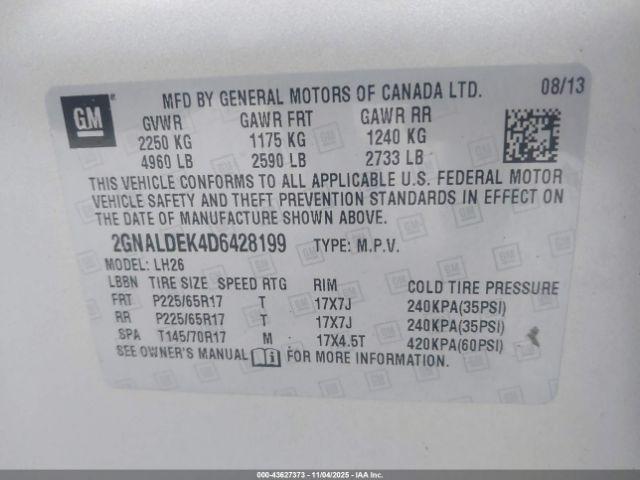 GM ®
MFD BY GENERAL MOTORS OF CANADA LTD. 08/13
GVWR GAWR FRT GAWR RR
2250 KG 1175 KG 1240 KG
4960 LB 2590 LB 2733 LB
THIS VEHICLE CONFORMS TO ALL APPLICABLE U.S. FEDERAL MOTOR
VEHICLE SAFETY AND THEFT PREVENTION STANDARDS IN EFFECT ON
THE DATE OF MANUFACTURE SHOWN ABOVE.
2GNALDEK4D6428199 TYPE: M.P.V.
MODEL: LH26
LBBN TIRE SIZE SPEED RTG RIM COLD TIRE PRESSURE
FRT P225/65R17 T 17X7J 240KPA(35PSI)
RR P225/65R17 T 17X7J 240KPA(35PSI)
SPA T145/70R17 M 17X4.5T 420KPA(60PSI)
SEE OWNER'S MANUAL FOR MORE INFORMATION.
000-43627373 - 11/04/2025 - IAAI.CA